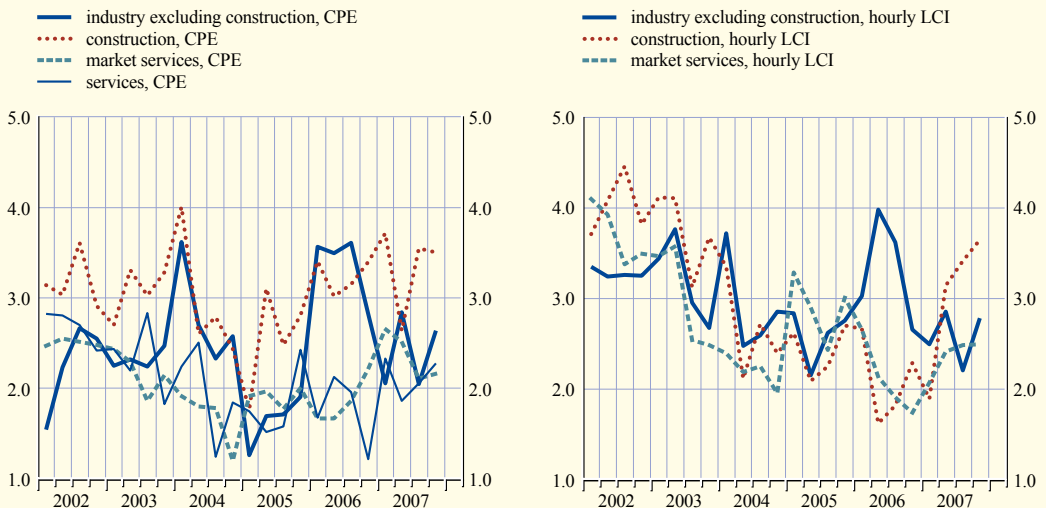 industry excluding construction, CPE
construction, CPE
market services, CPE
services, CPE
5.0 5.0
4.0 4.0
3.0 3.0
2.0 2.0
1.0 1.0
2002 2003 2004 2005 2006 2007
industry excluding construction, hourly LCI
construction, hourly LCI
market services, hourly LCI
5.0 5.0
4.0 4.0
3.0 3.0
2.0 2.0
1.0 1.0
2002 2003 2004 2005 2006 2007